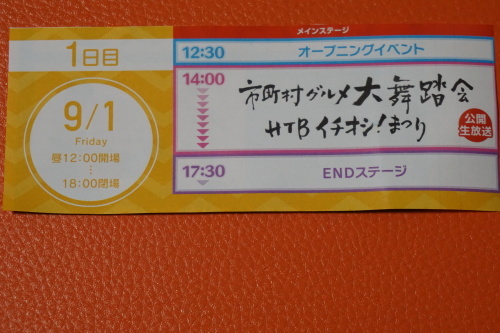 メインステージ
1日目
9/1
Friday
昼12:00開場
⋮
18:00閉場
12:30 オープニングイベント
14:00 市町村グルメ大舞踏会
HTBイチオシ!まつり
公開
生放送
17:30 ENDステージ